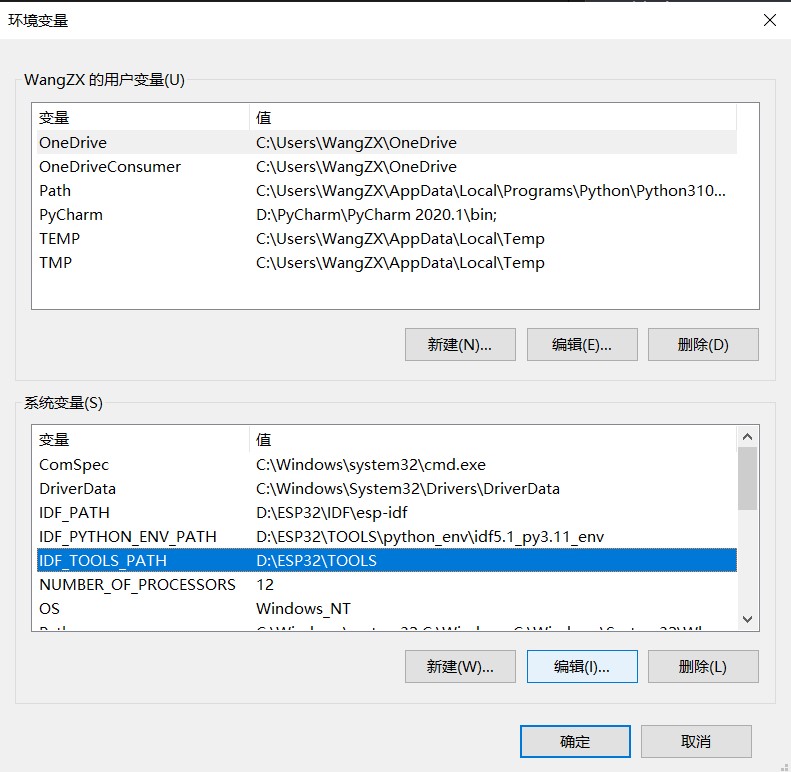 环境变量
WangZX 的用户变量(U)
变量 值
OneDrive C:\Users\WangZX\OneDrive
OneDriveConsumer C:\Users\WangZX\OneDrive
Path C:\Users\WangZX\AppData\Local\Programs\Python\Python310...
PyCharm D:\PyCharm\PyCharm 2020.1\bin;
TEMP C:\Users\WangZX\AppData\Local\Temp
TMP C:\Users\WangZX\AppData\Local\Temp
新建(N)... 编辑(E)... 删除(D)
系统变量(S)
变量 值
ComSpec C:\Windows\system32\cmd.exe
DriverData C:\Windows\System32\Drivers\DriverData
IDF_PATH D:\ESP32\IDF\esp-idf
IDF_PYTHON_ENV_PATH D:\ESP32\TOOLS\python_env\idf5.1_py3.11_env
IDF_TOOLS_PATH D:\ESP32\TOOLS
NUMBER_OF_PROCESSORS 12
OS Windows_NT
新建(W)... 编辑(I)... 删除(L)
确定 取消